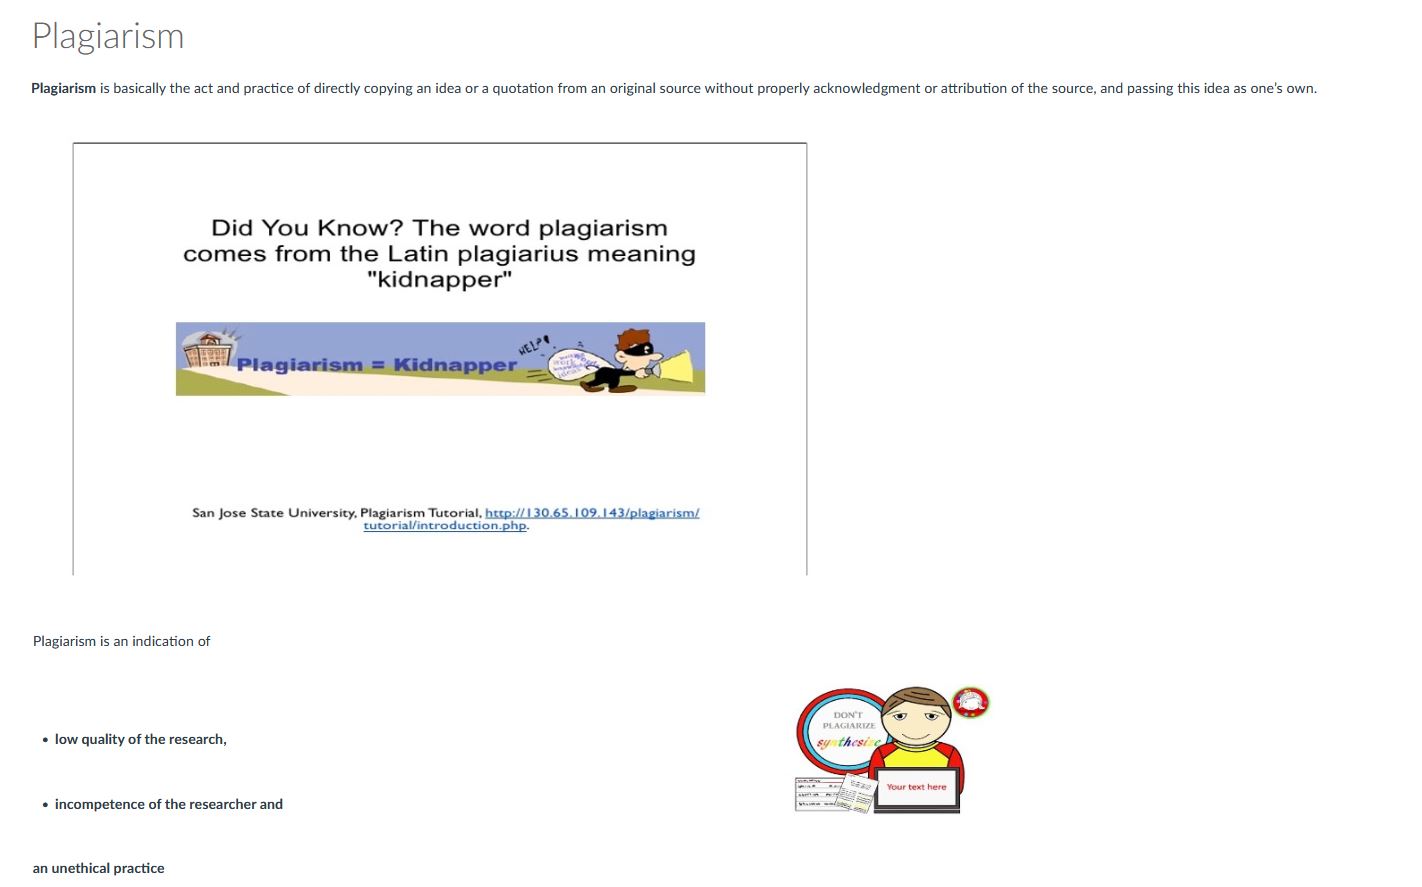 Plagiarism
Plagiarism is basically the act and practice of directly copying an idea or a quotation from an original source without properly acknowledgment or attribution of the source, and passing this idea as one's own.
Did You Know? The word plagiarism
comes from the Latin plagiarius meaning
"kidnapper"
HELP!
Plagiarism = Kidnapper
San Jose State University, Plagiarism Tutorial, http://130.65.109.143/plagiarism/
tutorial/introduction.php.
Plagiarism is an indication of
DON'T
PLAGIARIZE
synthesize
Your text here
• low quality of the research,
• incompetence of the researcher and
an unethical practice